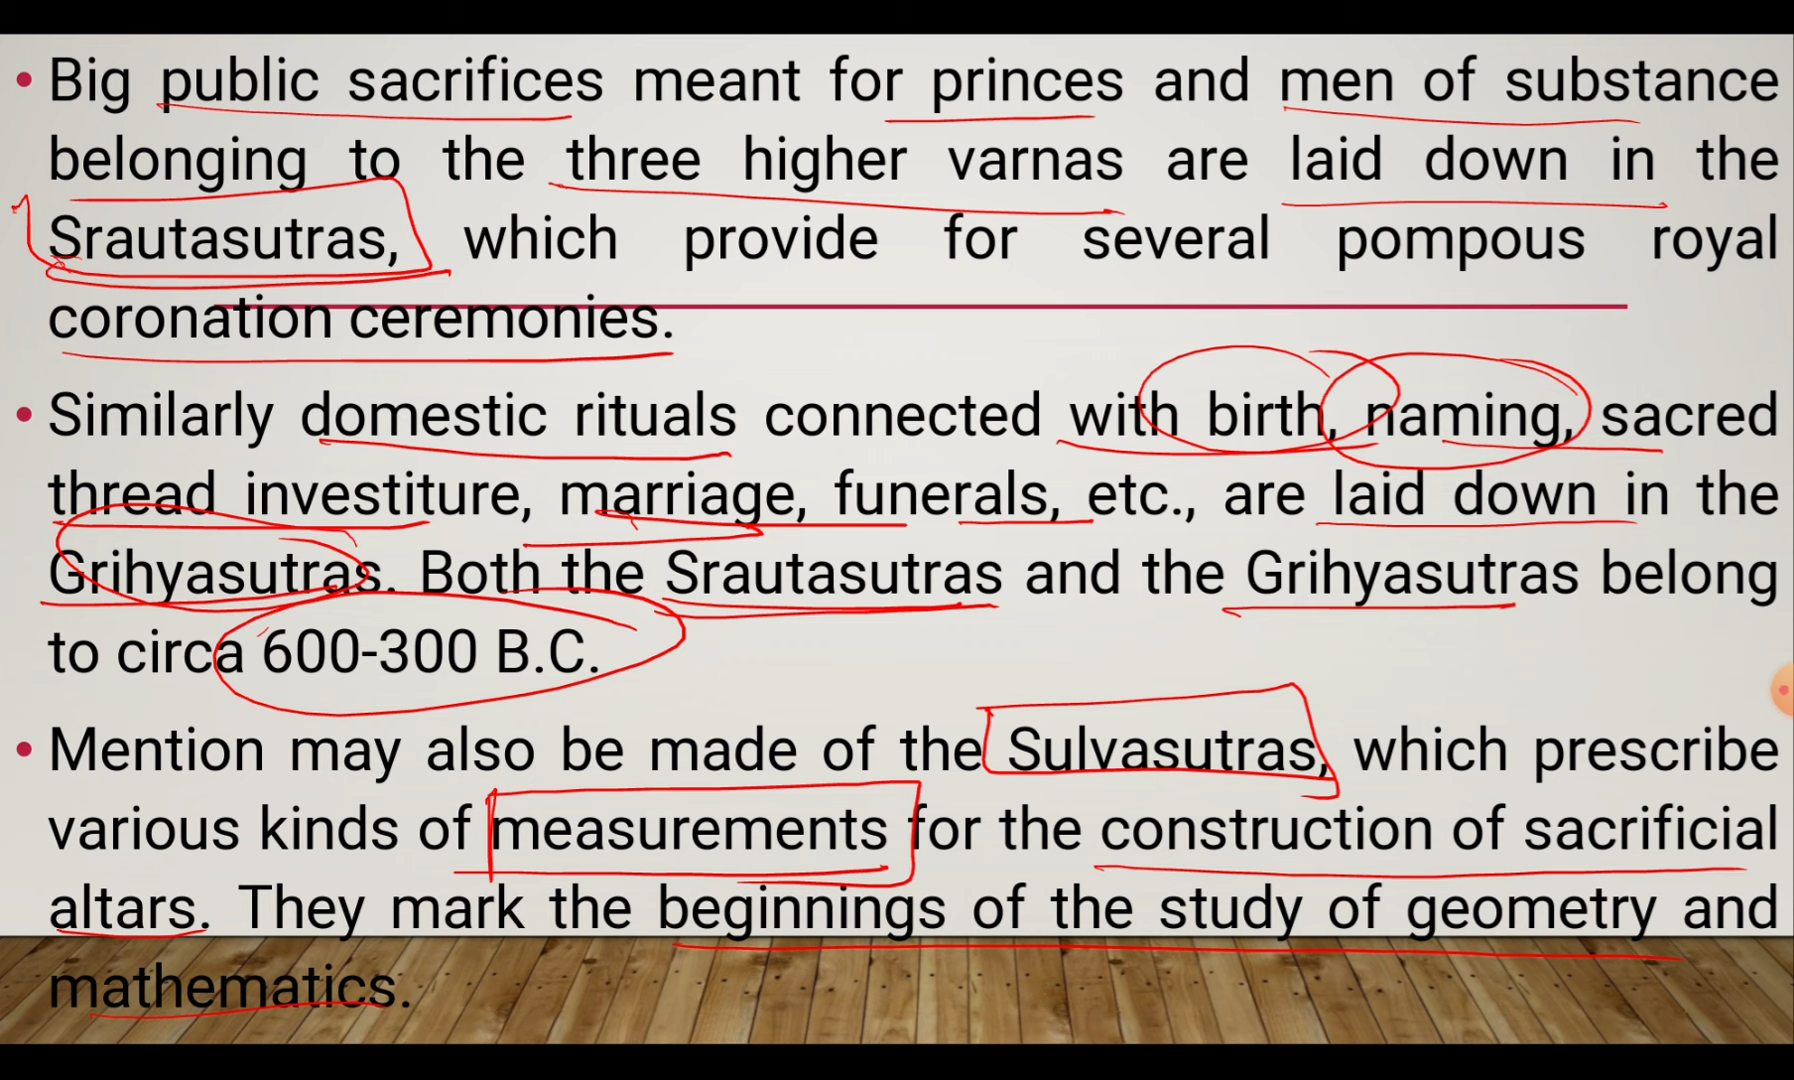 • Big public sacrifices meant for princes and men of substance
belonging to the three higher varnas are laid down in the
Srautasutras, which provide for several pompous royal
coronation ceremonies.
• Similarly domestic rituals connected with birth, naming, sacred
thread investiture, marriage, funerals, etc., are laid down in the
Grihyasutras. Both the Srautasutras and the Grihyasutras belong
to circa 600-300 B.C.
• Mention may also be made of the Sulvasutras, which prescribe
various kinds of measurements for the construction of sacrificial
altars. They mark the beginnings of the study of geometry and
mathematics.